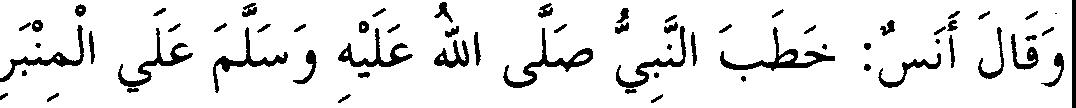 وَقَالَ أَنَسٌ: خَطَبَ النَّبِيُّ صَلَّى اللهُ عَلَيْهِ وَسَلَّمَ عَلَي الْمِنْبَرِ